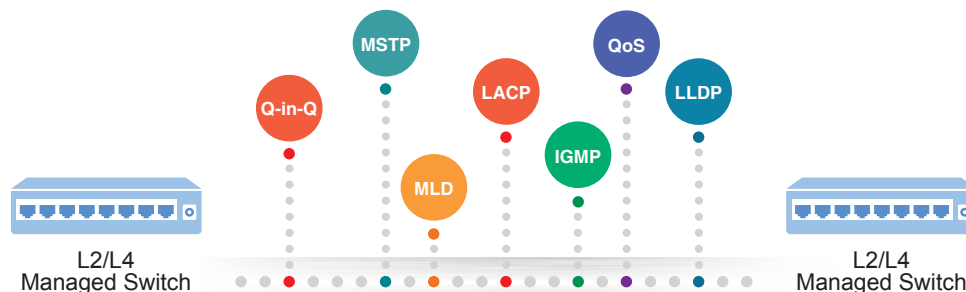 MSTP
QoS
Q-in-Q
LACP
LLDP
MLD
IGMP
L2/L4
Managed Switch
L2/L4
Managed Switch